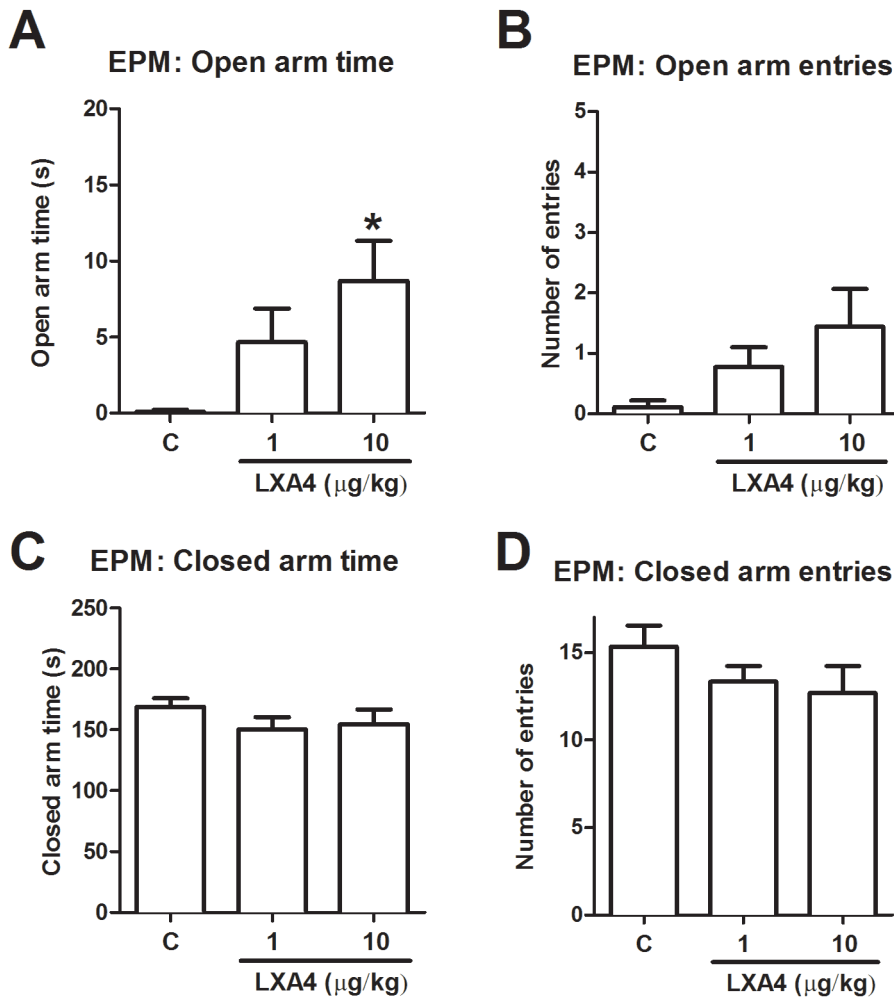 A
EPM: Open arm time
Open arm time (s)
20
15
10
5
0
*
C 1 10
LXA4 (μg/kg)
B
EPM: Open arm entries
Number of entries
5
4
3
2
1
0
C 1 10
LXA4 (μg/kg)
C
EPM: Closed arm time
Closed arm time (s)
250
200
150
100
50
0
C 1 10
LXA4 (μg/kg)
D
EPM: Closed arm entries
Number of entries
15
10
5
0
C 1 10
LXA4 (μg/kg)